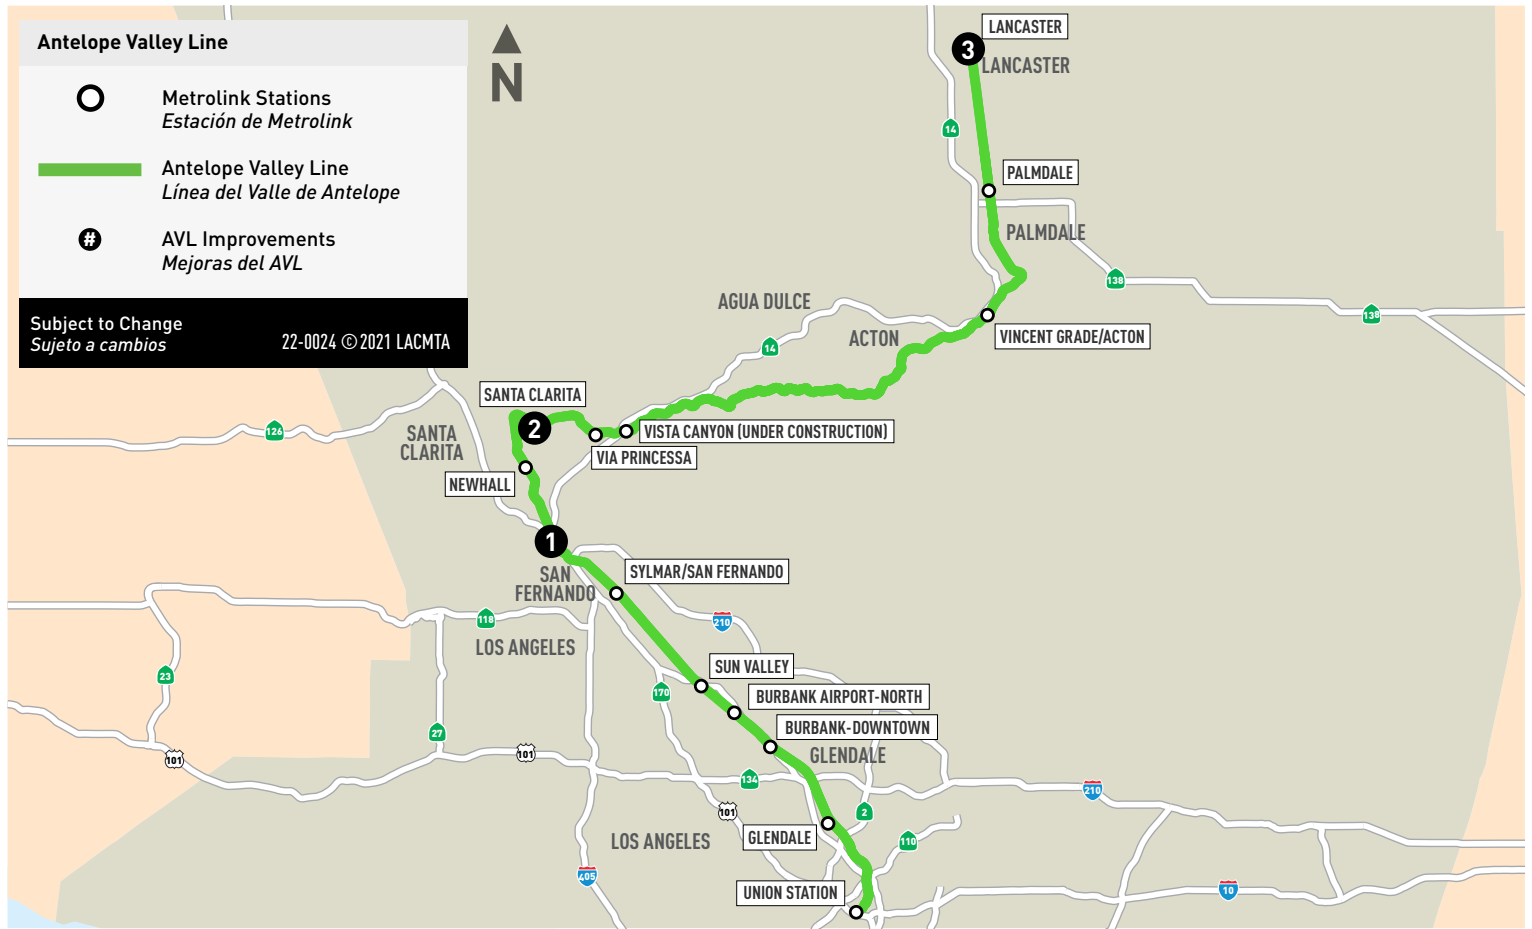 Antelope Valley Line
Metrolink Stations
Estación de Metrolink
Antelope Valley Line
Línea del Valle de Antelope
#
AVL Improvements
Mejoras del AVL
Subject to Change
Sujeto a cambios
22-0024 © 2021 LACMTA
N
LANCASTER
3
LANCASTER
14
PALMDALE
PALMDALE
138
138
AGUA DULCE
ACTON
VINCENT GRADE/ACTON
14
SANTA CLARITA
2
126
SANTA
CLARITA
VISTA CANYON (UNDER CONSTRUCTION)
VIA PRINCESSA
NEWHALL
1
SAN
FERNANDO
SYLMAR/SAN FERNANDO
118
210
LOS ANGELES
SUN VALLEY
23
170
BURBANK AIRPORT-NORTH
BURBANK-DOWNTOWN
27
101
101
GLENDALE
134
210
101
2
GLENDALE
110
LOS ANGELES
405
UNION STATION
10